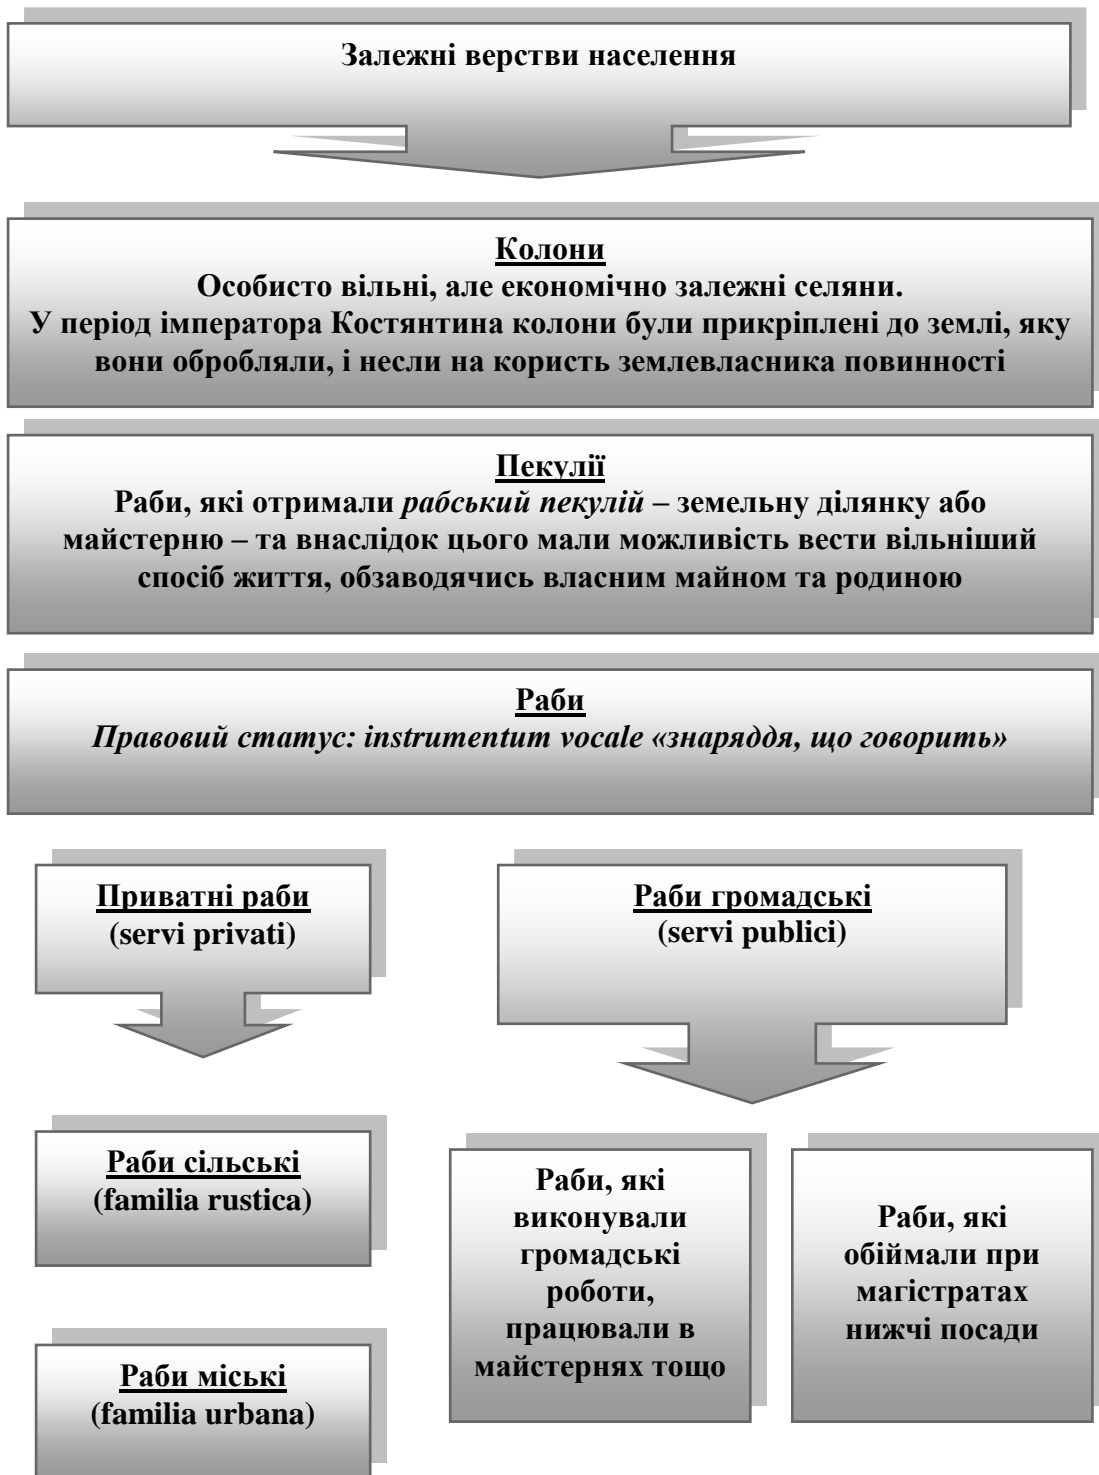 Залежні верстви населення
Колони
Особисто вільні, але економічно залежні селяни.
У період імператора Костянтина колони були прикріплені до землі, яку
вони обробляли, і несли на користь землевласника повинності
Пекулії
Раби, які отримали рабський пекулій – земельну ділянку або
майстерню – та внаслідок цього мали можливість вести вільніший
спосіб життя, обзаводячись власним майном та родиною
Раби
Правовий статус: instrumentum vocale «знаряддя, що говорить»
Приватні раби
(servi privati)
Раби громадські
(servi publici)
Раби сільські
(familia rustica)
Раби міські
(familia urbana)
Раби, які
виконували
громадські
роботи,
працювали в
майстернях тощо
Раби, які
обіймали при
магістратах
нижчі посади